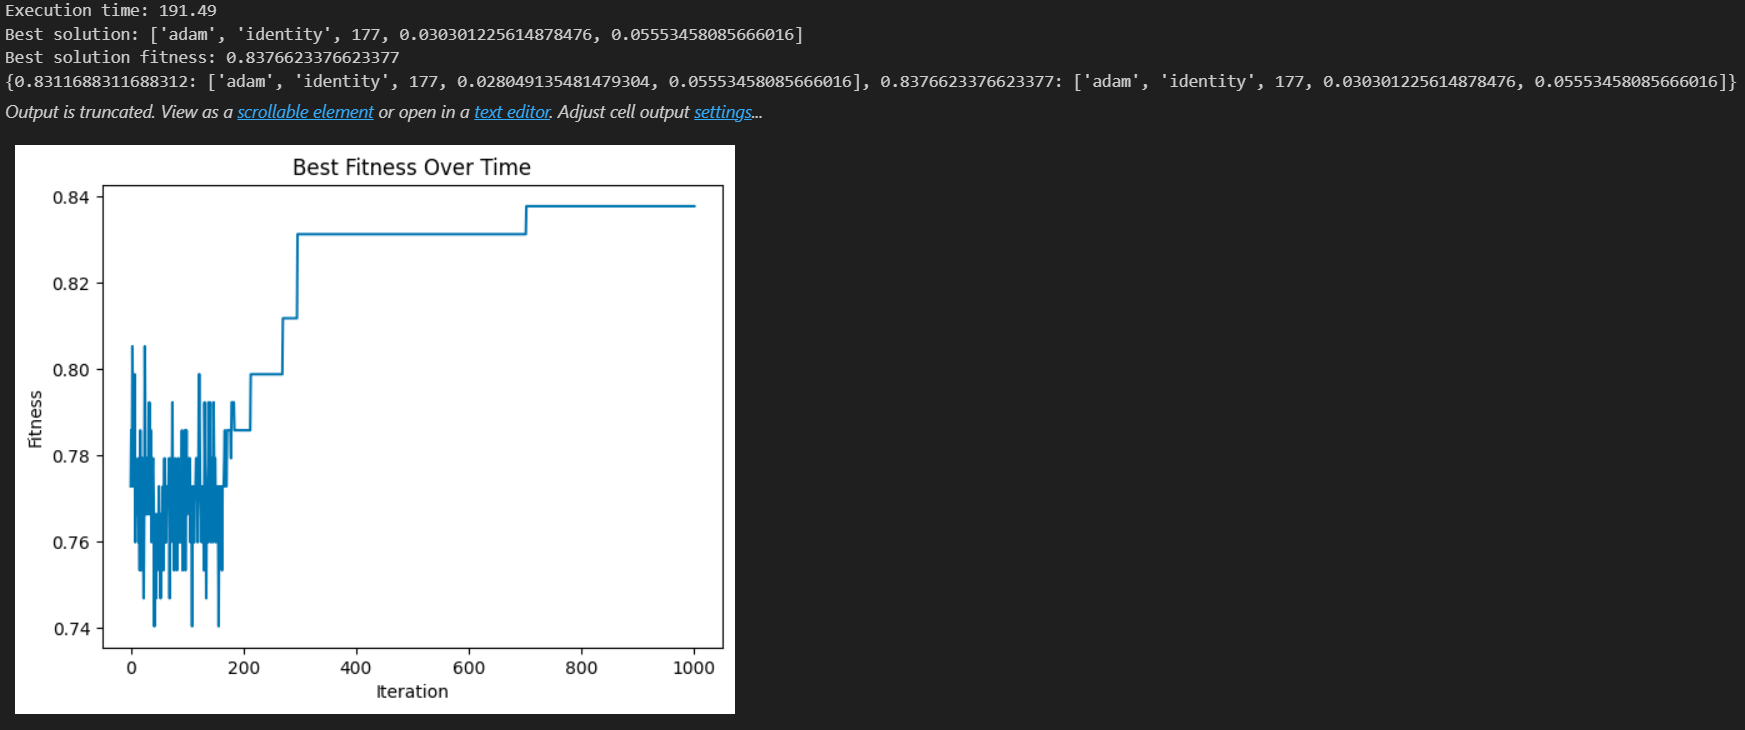 Execution time: 191.49
Best solution: ['adam', 'identity', 177, 0.030301225614878476, 0.05553458085666016]
Best solution fitness: 0.8376623376623377
{0.8311688311688312: ['adam', 'identity', 177, 0.028049135481479304, 0.05553458085666016], 0.8376623376623377: ['adam', 'identity', 177, 0.030301225614878476, 0.05553458085666016]}
Output is truncated. View as a scrollable element or open in a text editor. Adjust cell output settings...
Best Fitness Over Time
0.84
0.82
0.80
0.78
0.76
0.74
Fitness
0 200 400 600 800 1000
Iteration